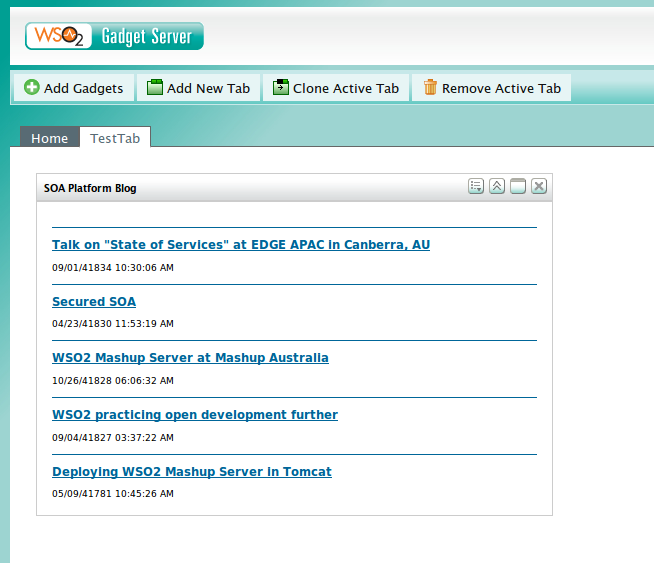 WSO2 Gadget Server
Add Gadgets Add New Tab Clone Active Tab Remove Active Tab
Home TestTab
SOA Platform Blog
Talk on "State of Services" at EDGE APAC in Canberra, AU
09/01/41834 10:30:06 AM
Secured SOA
04/23/41830 11:53:19 AM
WSO2 Mashup Server at Mashup Australia
10/26/41828 06:06:32 AM
WSO2 practicing open development further
09/04/41827 03:37:22 AM
Deploying WSO2 Mashup Server in Tomcat
05/09/41781 10:45:26 AM